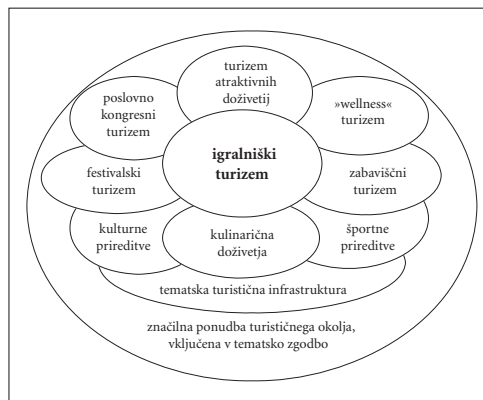 turizem
atraktivnih
doživetij
poslovno
kongresni
turizem
»wellness«
turizem
igralniški
turizem
festivalski
turizem
zabaviščni
turizem
kulturne
prireditve
kulinarična
doživetja
športne
prireditve
tematska turistična infrastruktura
značilna ponudba turističnega okolja,
vključena v tematsko zgodbo